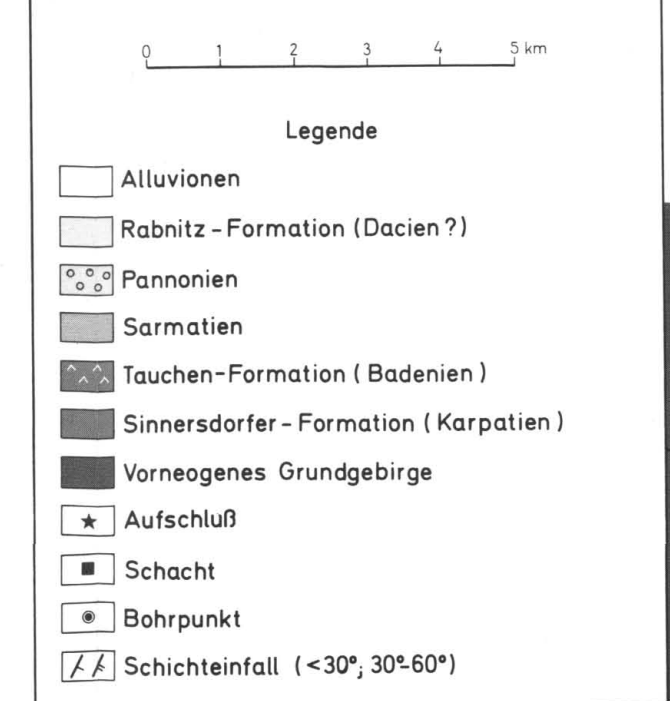 0 1 2 3 4 5 km
Legende
Alluvionen
Rabnitz-Formation (Dacien?)
Pannonien
Sarmatien
Tauchen-Formation (Badenien)
Sinnersdorfer-Formation (Karpatien)
Vorneogenes Grundgebirge
Aufschluß
Schacht
Bohrpunkt
Schichteinfall (<30°; 30°-60°)